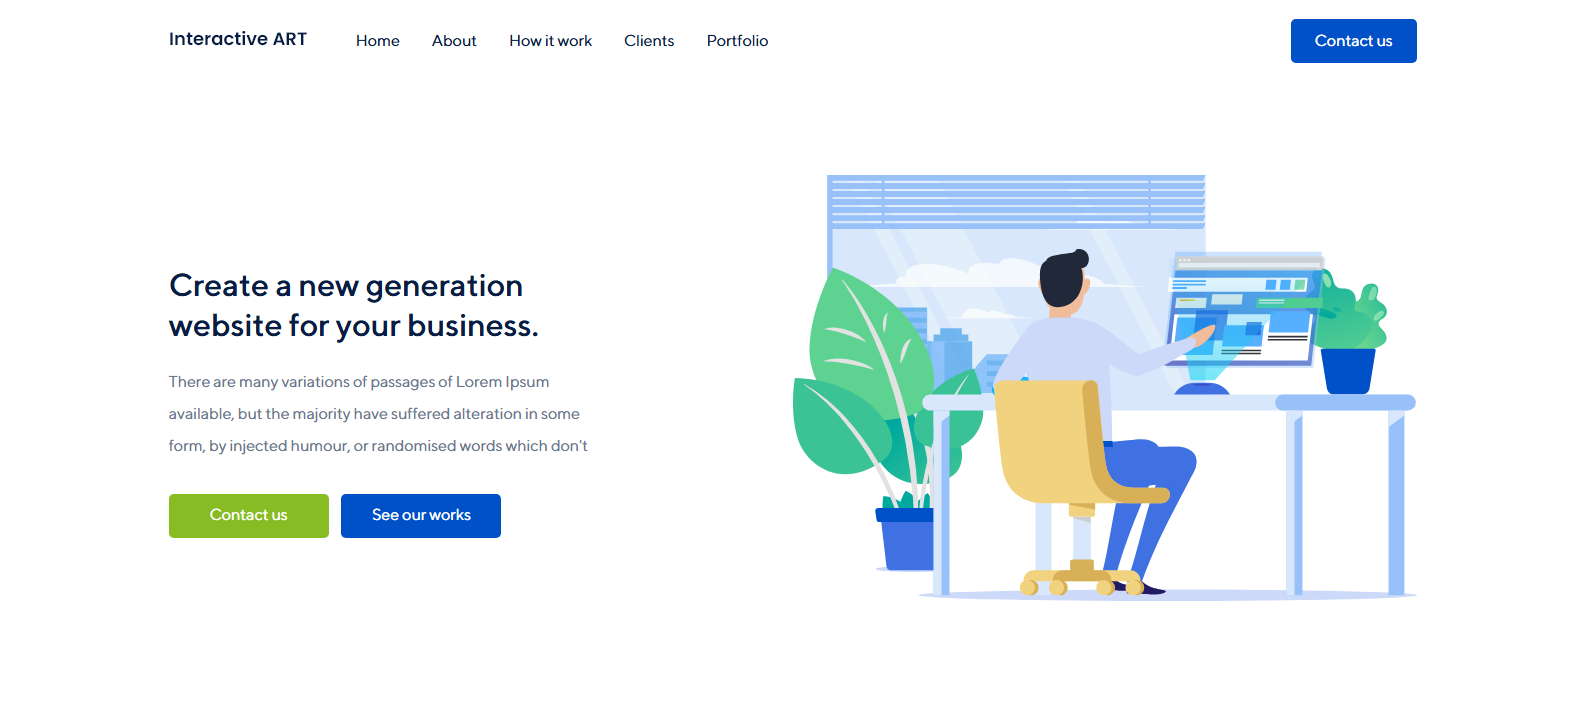 Interactive ART
Home
About
How it work
Clients
Portfolio
Contact us
Create a new generation
website for your business.
There are many variations of passages of Lorem Ipsum
available, but the majority have suffered alteration in some
form, by injected humour, or randomised words which don't
Contact us
See our works